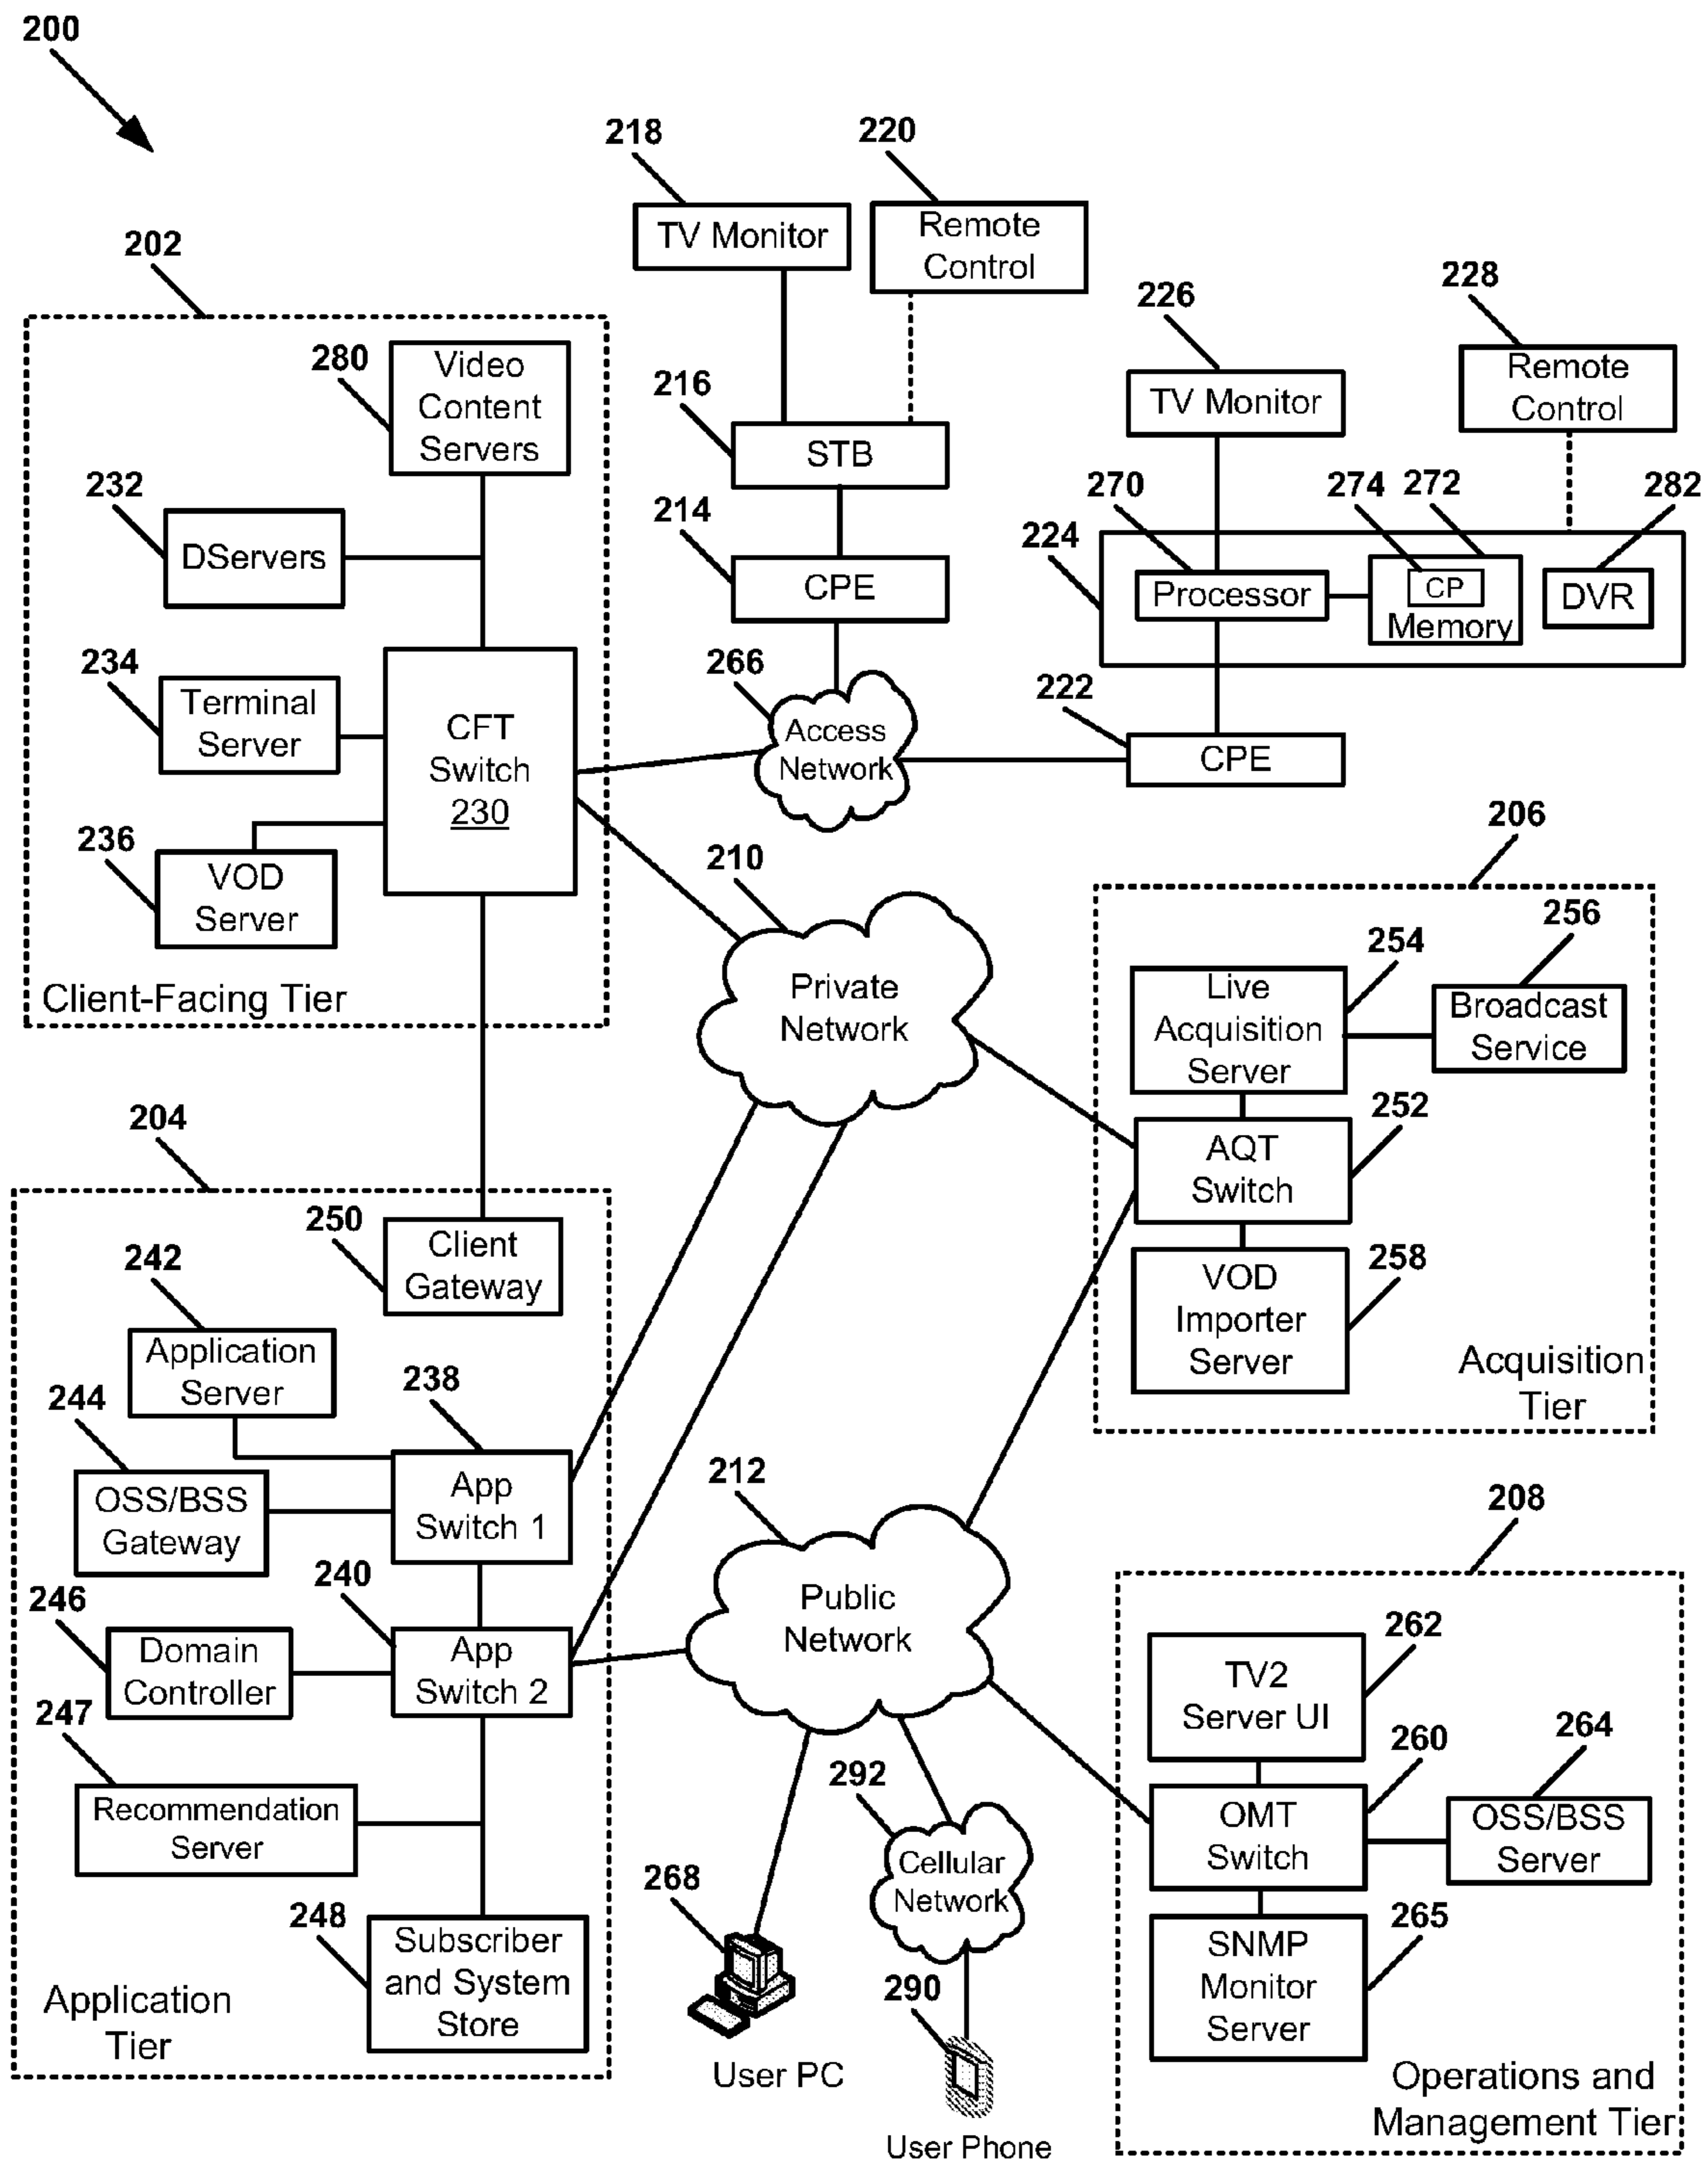 200
218
220
TV Monitor
Remote
Control
202
226
228
280
Video
Content
Servers
216
STB
TV Monitor
Remote
Control
232
DServers
214
CPE
270
274
272
282
224
Processor
CP
Memory
DVR
234
Terminal
Server
CFT
Switch
230
266
Access
Network
222
CPE
236
VOD
Server
Client-Facing Tier
210
Private
Network
206
256
254
Live
Acquisition
Server
Broadcast
Service
252
AQT
Switch
258
VOD
Importer
Server
Acquisition
Tier
204
250
Client
Gateway
242
Application
Server
238
244
OSS/BSS
Gateway
App
Switch 1
240
246
Domain
Controller
App
Switch 2
247
Recommendation
Server
248
Subscriber
and System
Store
Application
Tier
212
Public
Network
292
Cellular
Network
268
User PC
290
User Phone
208
262
TV2
Server UI
260
264
OMT
Switch
OSS/BSS
Server
265
SNMP
Monitor
Server
Operations and
Management Tier